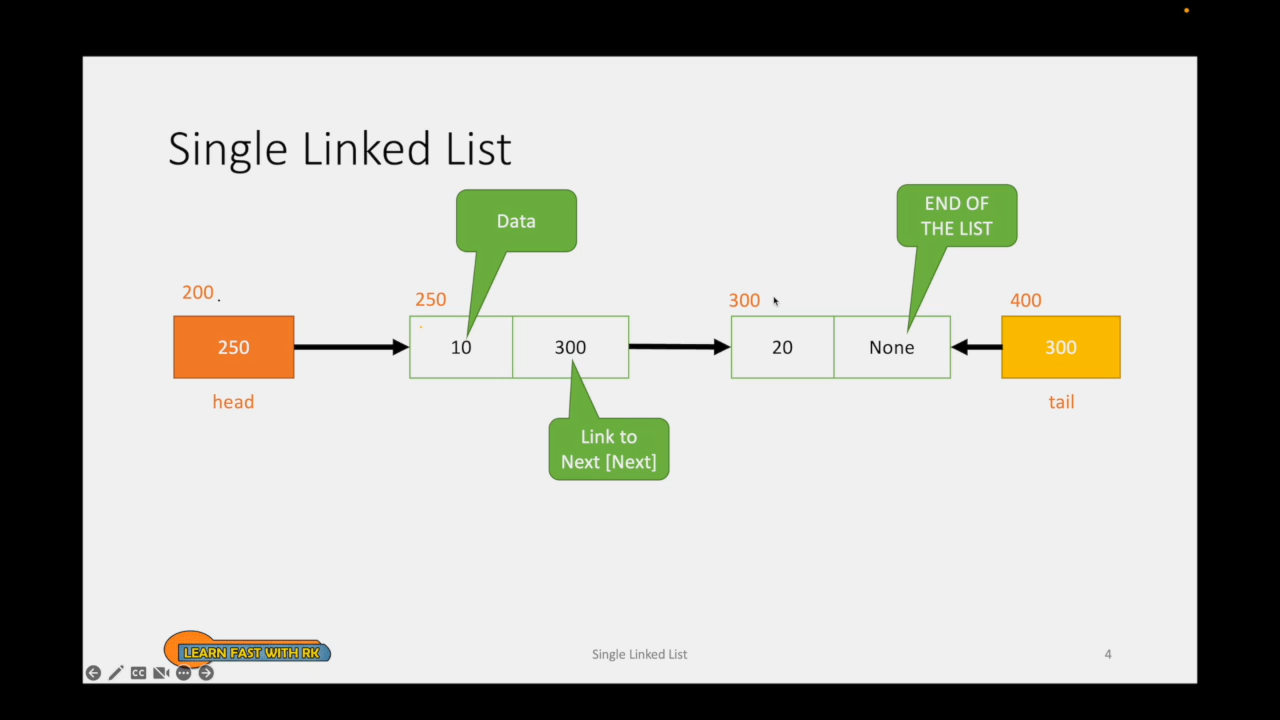 Single Linked List
Data
END OF
THE LIST
200
250
300
400
250
10
300
20
None
300
head
tail
Link to
Next [Next]
LEARN FAST WITH RK
Single Linked List
4
CC